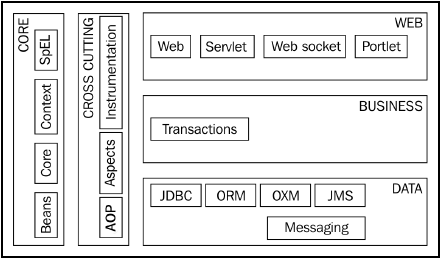 CORE
SpEL
Context
Core
Beans
CROSS CUTTING
Instrumentation
Aspects
AOP
WEB
Web Servlet Web socket Portlet
BUSINESS
Transactions
DATA
JDBC ORM OXM JMS
Messaging